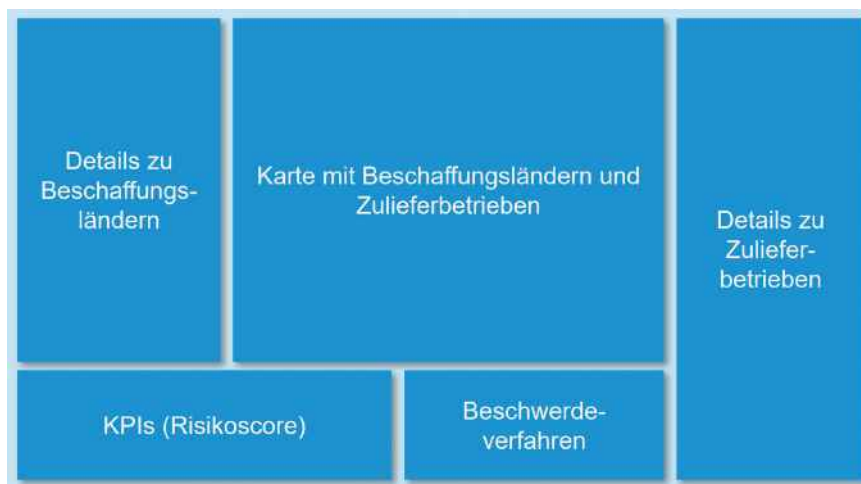 Details zu
Beschaffungs-
ländern
Karte mit Beschaffungsländern und
Zulieferbetrieben
Details zu
Zuliefer-
betrieben
KPIs (Risikoscore)
Beschwerde-
verfahren